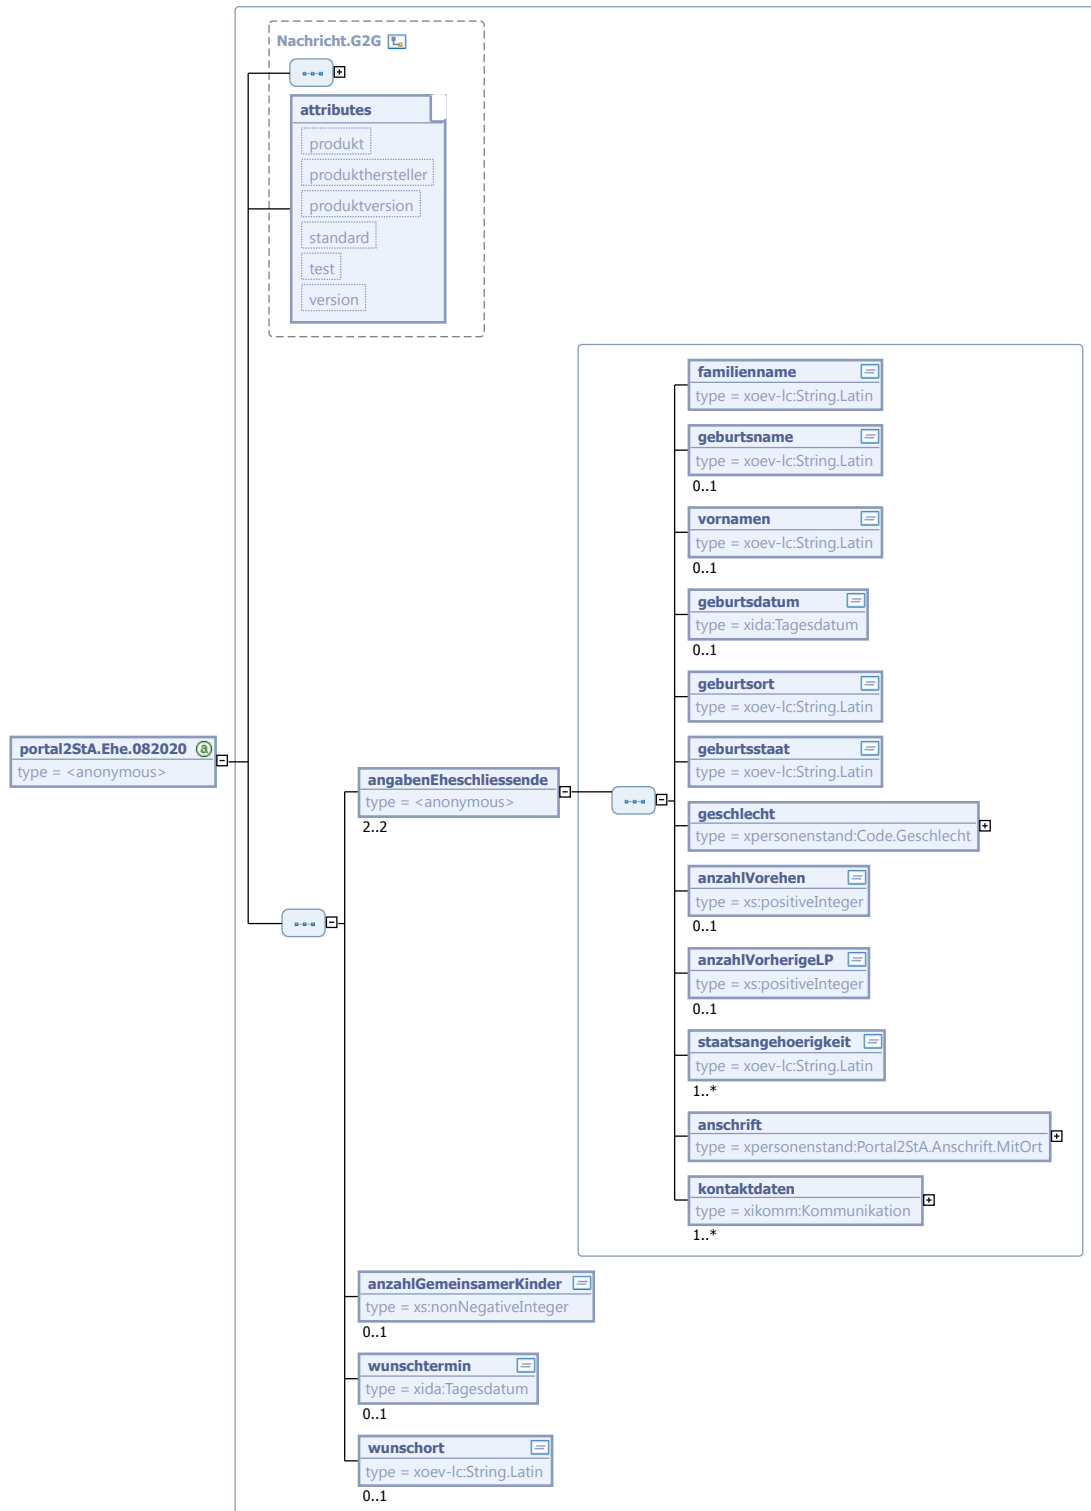 Nachricht.G2G
attributes
produkt
produkthersteller
produktversion
standard
test
version
portal2StA.Ehe.082020
type = <anonymous>
angabenEheschliessende
type = <anonymous>
2..2
familienname
type = xoev-lc:String.Latin
geburtsname
type = xoev-lc:String.Latin
0..1
vornamen
type = xoev-lc:String.Latin
0..1
geburtsdatum
type = xida:Tagesdatum
0..1
geburtsort
type = xoev-lc:String.Latin
geburtsstaat
type = xoev-lc:String.Latin
geschlecht
type = xpersonenstand:Code.Geschlecht
anzahlVorehen
type = xs:positiveInteger
0..1
anzahlVorherigeLP
type = xs:positiveInteger
0..1
staatsangehoerigkeit
type = xoev-lc:String.Latin
1..*
anschrift
type = xpersonenstand:Portal2StA.Anschrift.MitOrt
kontaktdaten
type = xikomm:Kommunikation
1..*
anzahlGemeinsamerKinder
type = xs:nonNegativeInteger
0..1
wunschtermin
type = xida:Tagesdatum
0..1
wunschort
type = xoev-lc:String.Latin
0..1